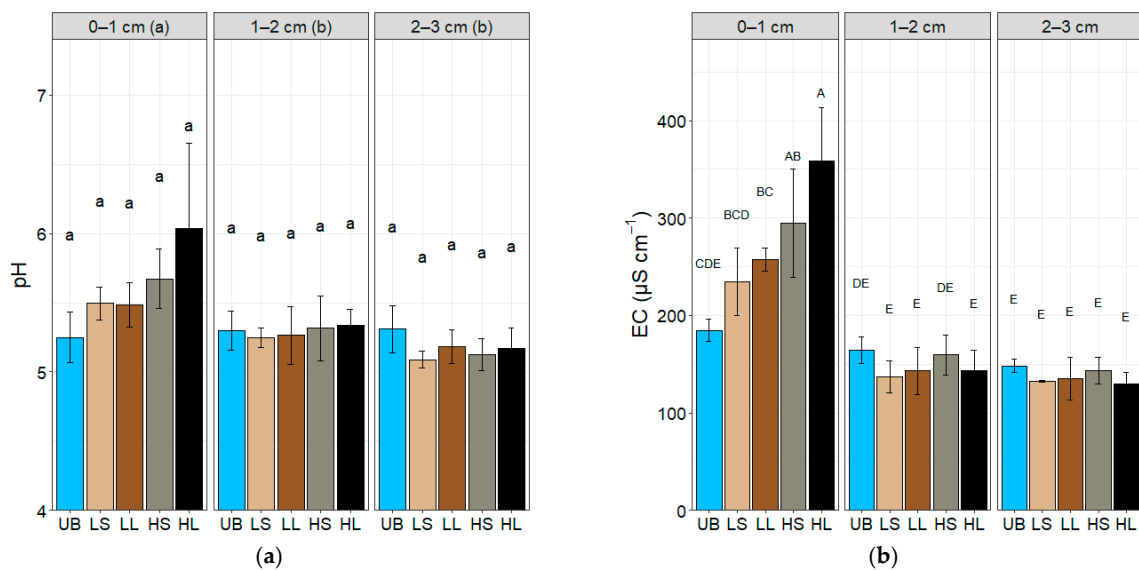 0–1 cm (a) 1–2 cm (b) 2–3 cm (b)
pH
7
6
5
4
a a a a a
a a a a a
a a a a a
UB LS LL HS HL UB LS LL HS HL UB LS LL HS HL
(a)
0–1 cm 1–2 cm 2–3 cm
EC (µS cm⁻¹)
400
300
200
100
0
CDE BCD BC AB A
DE E E DE E
E E E E E
UB LS LL HS HL UB LS LL HS HL UB LS LL HS HL
(b)